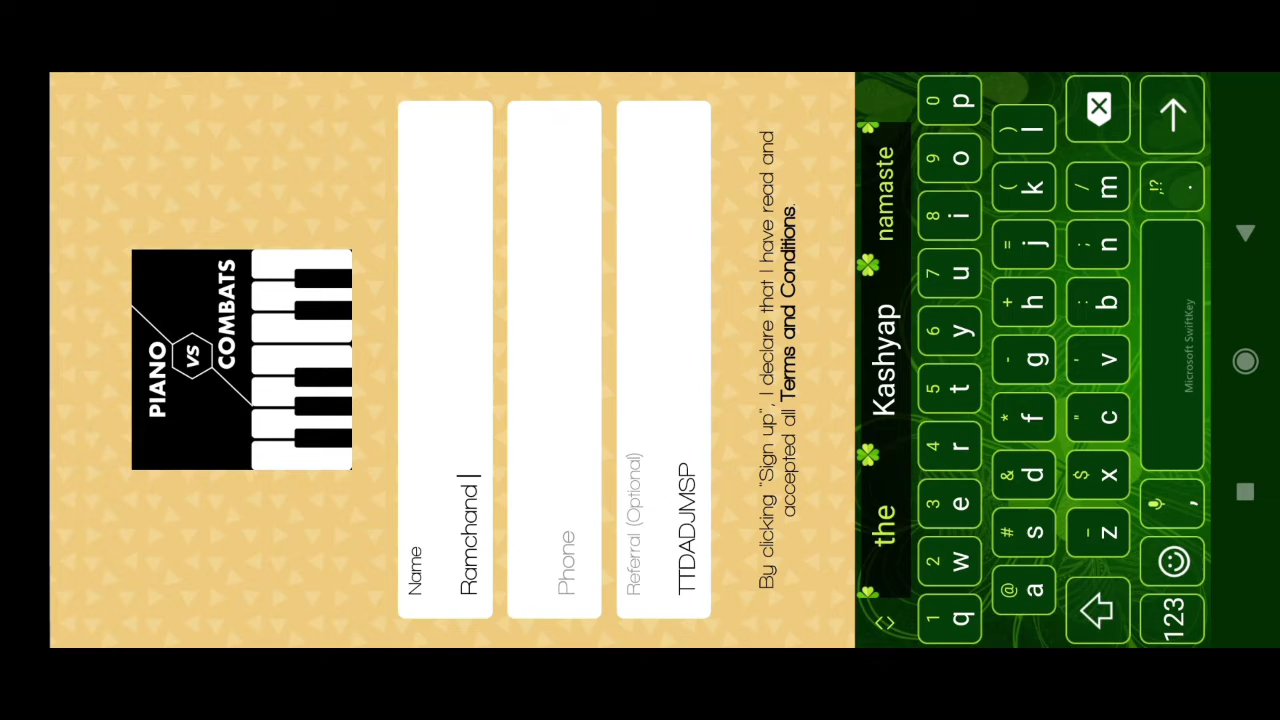 PIANO
VS
COMBATS
Name
Ramchand
Phone
Referral (Optional)
TTDADJMSP
By clicking "Sign up", I declare that I have read and
accepted all Terms and Conditions.
the Kashyap namaste
1 2 3 4 5 6 7 8 9 0
q w e r t y u i o p
@ # & * - + = ( )
a s d f g h j k l
_ $ " ' : ; /
z x c v b n m
123 , Microsoft SwiftKey ,!? .